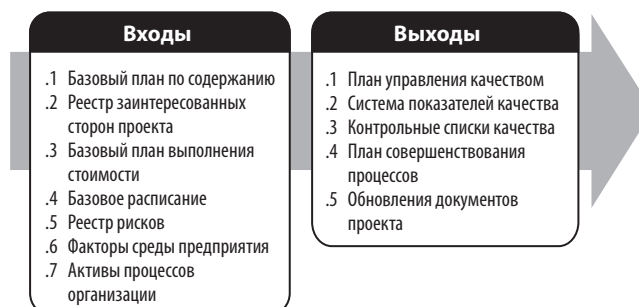 Входы
.1 Базовый план по содержанию
.2 Реестр заинтересованных
сторон проекта
.3 Базовый план выполнения
стоимости
.4 Базовое расписание
.5 Реестр рисков
.6 Факторы среды предприятия
.7 Активы процессов
организации
Выходы
.1 План управления качеством
.2 Система показателей качества
.3 Контрольные списки качества
.4 План совершенствования
процессов
.5 Обновления документов
проекта